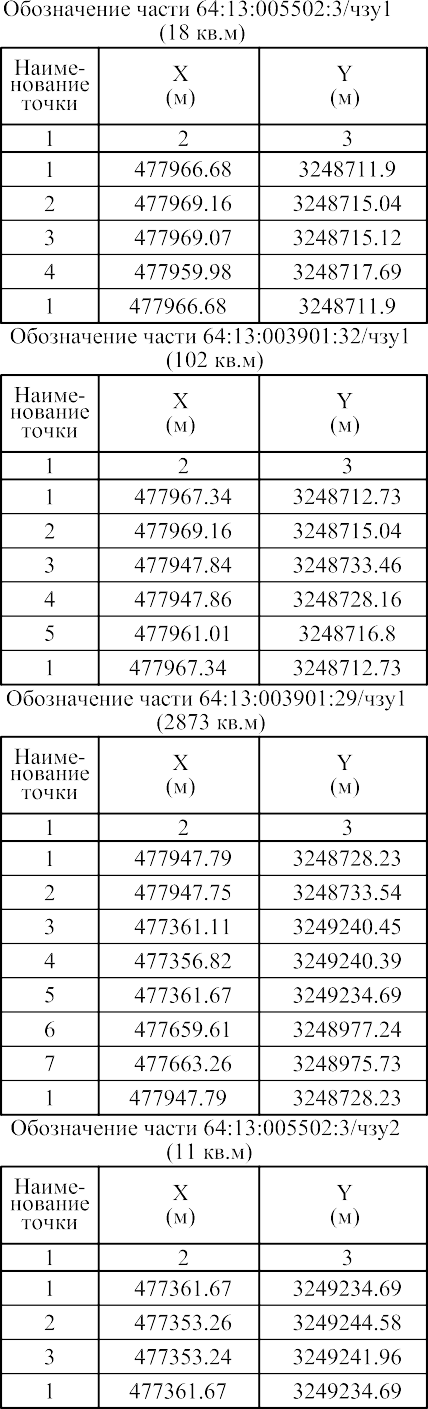 Обозначение части 64:13:005502:3/чзу1
(18 кв.м)
Наиме-
нование
точки
X
(м)
Y
(м)
1 2 3
1 477966.68 3248711.9
2 477969.16 3248715.04
3 477969.07 3248715.12
4 477959.98 3248717.69
1 477966.68 3248711.9
Обозначение части 64:13:003901:32/чзу1
(102 кв.м)
Наиме-
нование
точки
X
(м)
Y
(м)
1 2 3
1 477967.34 3248712.73
2 477969.16 3248715.04
3 477947.84 3248733.46
4 477947.86 3248728.16
5 477961.01 3248716.8
1 477967.34 3248712.73
Обозначение части 64:13:003901:29/чзу1
(2873 кв.м)
Наиме-
нование
точки
X
(м)
Y
(м)
1 2 3
1 477947.79 3248728.23
2 477947.75 3248733.54
3 477361.11 3249240.45
4 477356.82 3249240.39
5 477361.67 3249234.69
6 477659.61 3248977.24
7 477663.26 3248975.73
1 477947.79 3248728.23
Обозначение части 64:13:005502:3/чзу2
(11 кв.м)
Наиме-
нование
точки
X
(м)
Y
(м)
1 2 3
1 477361.67 3249234.69
2 477353.26 3249244.58
3 477353.24 3249241.96
1 477361.67 3249234.69